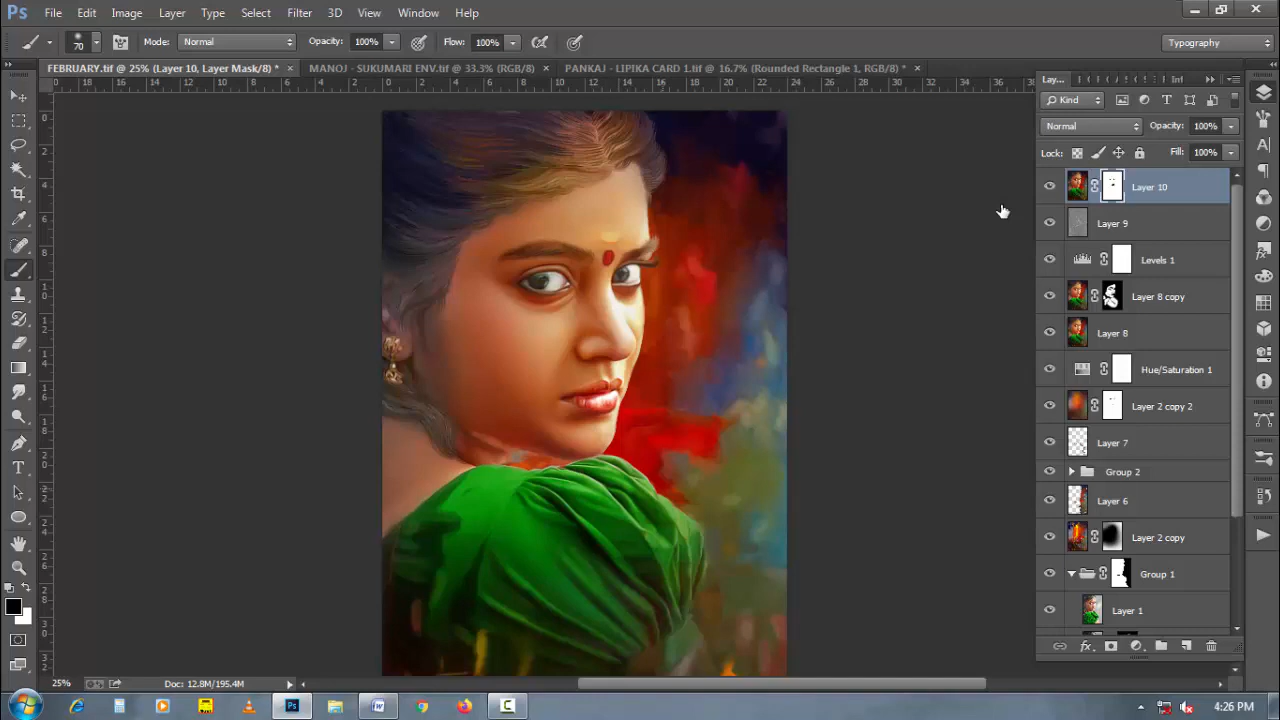 Ps File Edit Image Layer Type Select Filter 3D View Window Help
70 Mode: Normal Opacity: 100% Flow: 100% Typography
FEBRUARY.tif @ 25% (Layer 10, Layer Mask/8) * × MANOJ - SUKUMARI ENV.tif @ 33.3% (RGB/8) × PANKAJ - LIPIKA CARD 1.tif @ 16.7% (Rounded Rectangle 1, RGB/8) * ×
Lay... Inf
Kind
Normal Opacity: 100%
Lock: Fill: 100%
Layer 10
Layer 9
Levels 1
Layer 8 copy
Layer 8
Hue/Saturation 1
Layer 2 copy 2
Layer 7
Group 2
Layer 6
Layer 2 copy
Group 1
Layer 1
25% Doc: 12.8M/195.4M
4:26 PM